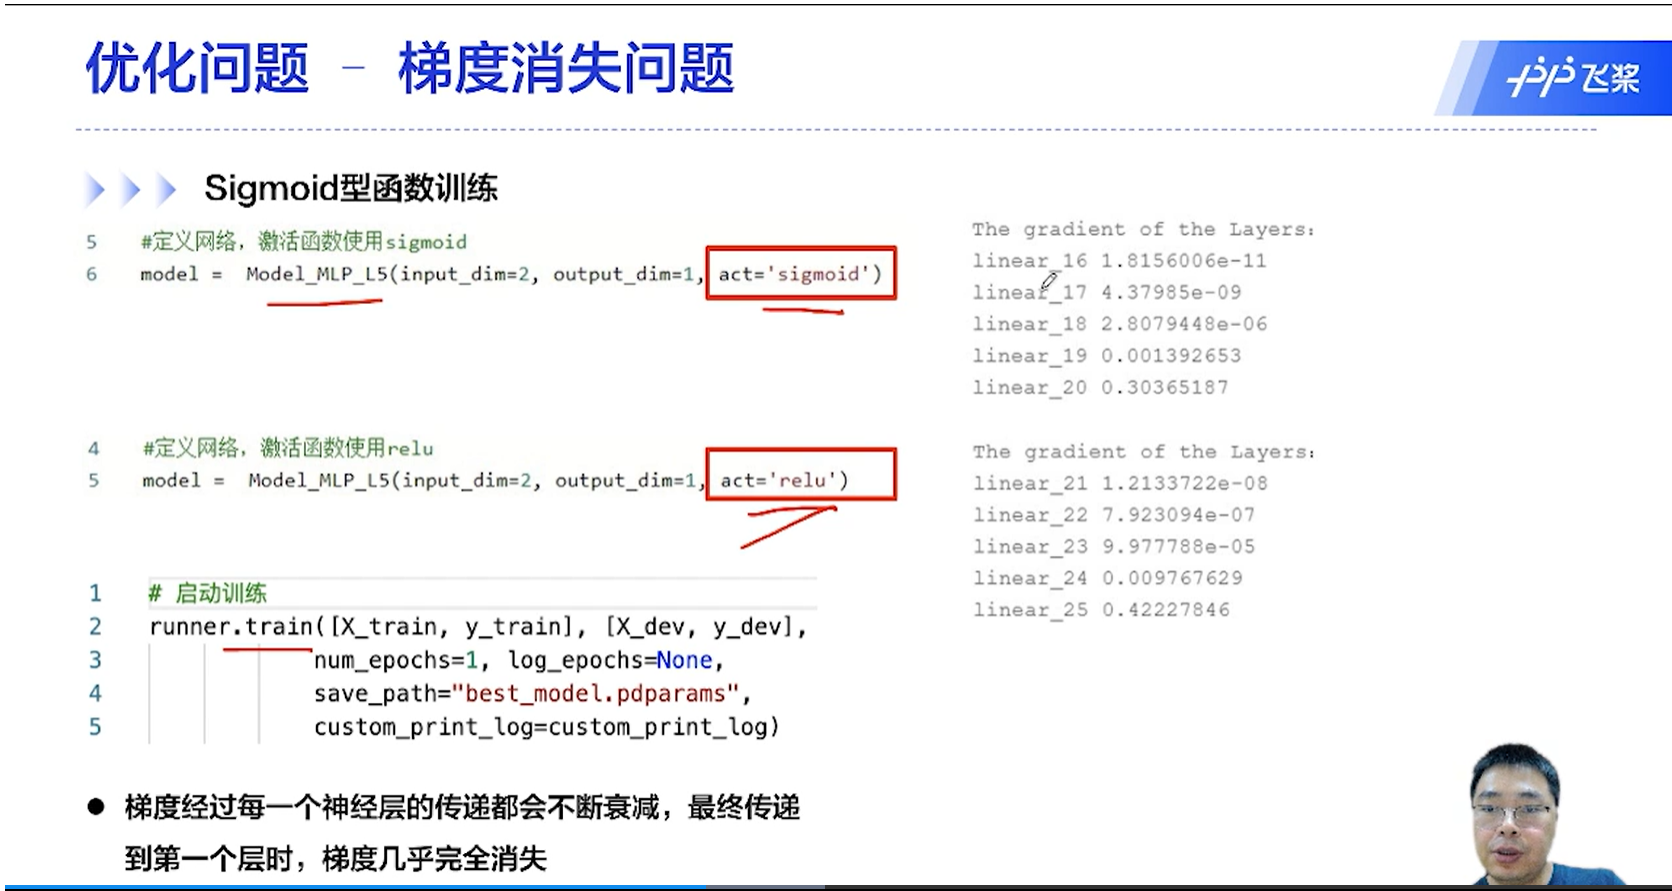 优化问题 - 梯度消失问题
飞桨
Sigmoid型函数训练
5 #定义网络，激活函数使用sigmoid
6 model = Model_MLP_L5(input_dim=2, output_dim=1, act='sigmoid')
The gradient of the Layers:
linear_16 1.8156006e-11
linear_17 4.37985e-09
linear_18 2.8079448e-06
linear_19 0.001392653
linear_20 0.30365187
4 #定义网络，激活函数使用relu
5 model = Model_MLP_L5(input_dim=2, output_dim=1, act='relu')
The gradient of the Layers:
linear_21 1.2133722e-08
linear_22 7.923094e-07
linear_23 9.977788e-05
linear_24 0.009767629
linear_25 0.42227846
1 # 启动训练
2 runner.train([X_train, y_train], [X_dev, y_dev],
3 num_epochs=1, log_epochs=None,
4 save_path="best_model.pdparams",
5 custom_print_log=custom_print_log)
● 梯度经过每一个神经层的传递都会不断衰减，最终传递
到第一个层时，梯度几乎完全消失